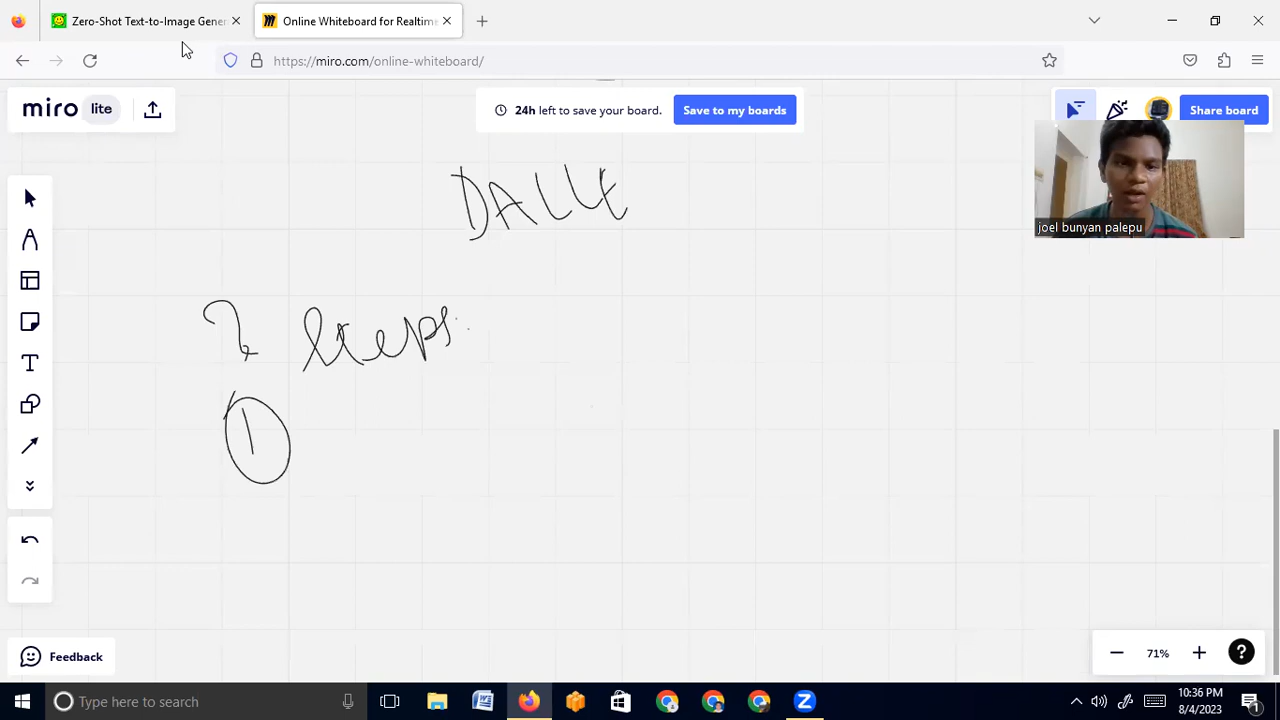 Zero-Shot Text-to-Image Gener
Online Whiteboard for Realtime
https://miro.com/online-whiteboard/
miro lite
24h left to save your board.
Save to my boards
Share board
joel bunyan palepu
DALLE
2 steps:
1
Feedback
71%
Type here to search
10:36 PM
8/4/2023